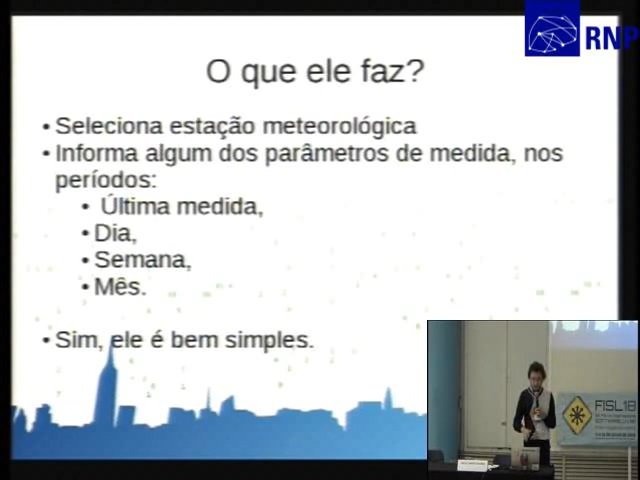 RNP
O que ele faz?
• Seleciona estação meteorológica
• Informa algum dos parâmetros de medida, nos
períodos:
• Última medida,
• Dia,
• Semana,
• Mês.
• Sim, ele é bem simples.
FISL18